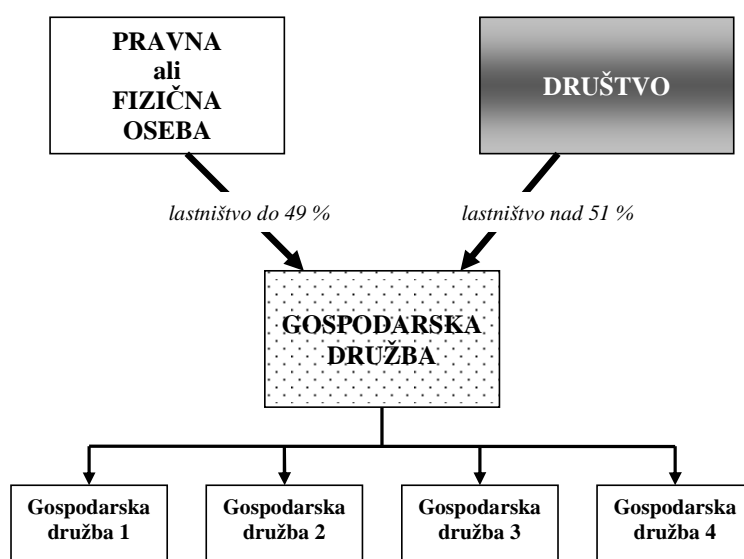 PRAVNA
ali
FIZIČNA
OSEBA
DRUŠTVO
lastništvo do 49 %
lastništvo nad 51 %
GOSPODARSKA
DRUŽBA
Gospodarska
družba 1
Gospodarska
družba 2
Gospodarska
družba 3
Gospodarska
družba 4